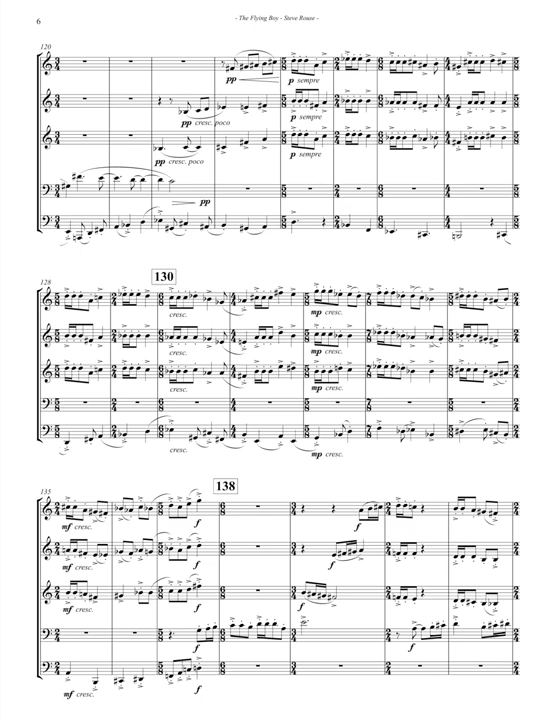 6
- The Flying Boy - Steve Rouse -
120
pp
p sempre
pp cresc. poco
p sempre
pp cresc. poco
p sempre
pp
128
130
cresc.
mp cresc.
cresc.
mp cresc.
cresc.
mp cresc.
cresc.
mp cresc.
135
138
mf cresc.
f
mf cresc.
f
mf cresc.
f
f
mf cresc.
f